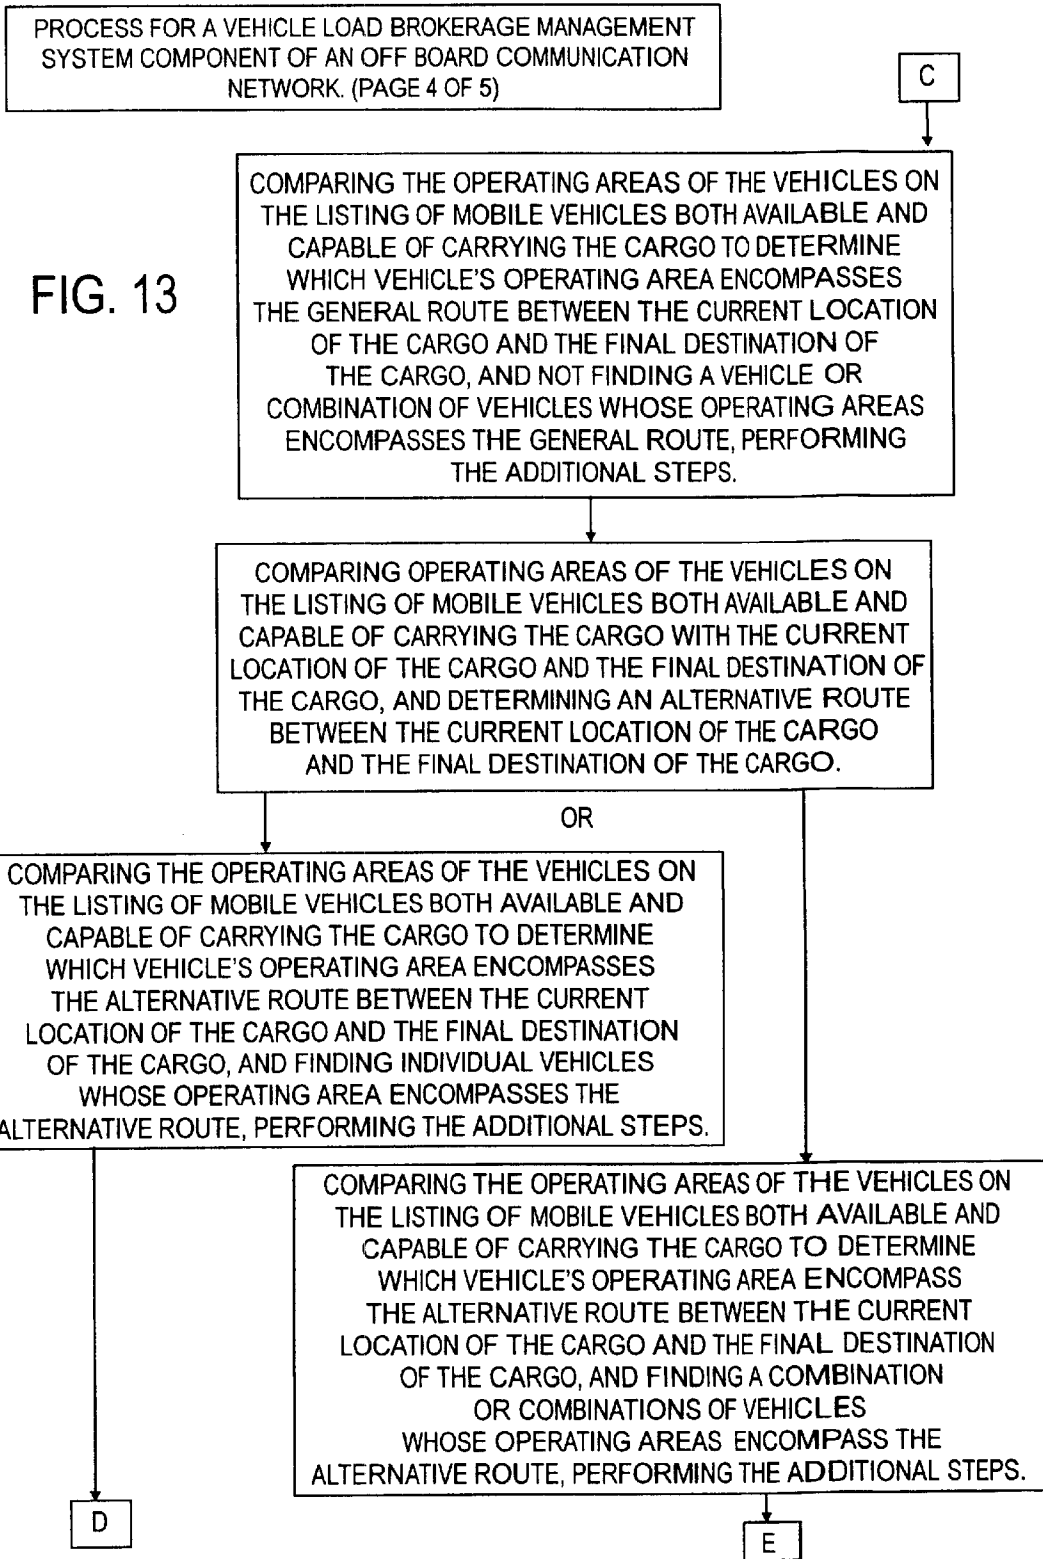 PROCESS FOR A VEHICLE LOAD BROKERAGE MANAGEMENT
SYSTEM COMPONENT OF AN OFF BOARD COMMUNICATION
NETWORK. (PAGE 4 OF 5)
C
COMPARING THE OPERATING AREAS OF THE VEHICLES ON
THE LISTING OF MOBILE VEHICLES BOTH AVAILABLE AND
CAPABLE OF CARRYING THE CARGO TO DETERMINE
WHICH VEHICLE'S OPERATING AREA ENCOMPASSES
THE GENERAL ROUTE BETWEEN THE CURRENT LOCATION
OF THE CARGO AND THE FINAL DESTINATION OF
THE CARGO, AND NOT FINDING A VEHICLE OR
COMBINATION OF VEHICLES WHOSE OPERATING AREAS
ENCOMPASSES THE GENERAL ROUTE, PERFORMING
THE ADDITIONAL STEPS.
FIG. 13
COMPARING OPERATING AREAS OF THE VEHICLES ON
THE LISTING OF MOBILE VEHICLES BOTH AVAILABLE AND
CAPABLE OF CARRYING THE CARGO WITH THE CURRENT
LOCATION OF THE CARGO AND THE FINAL DESTINATION OF
THE CARGO, AND DETERMINING AN ALTERNATIVE ROUTE
BETWEEN THE CURRENT LOCATION OF THE CARGO
AND THE FINAL DESTINATION OF THE CARGO.
OR
COMPARING THE OPERATING AREAS OF THE VEHICLES ON
THE LISTING OF MOBILE VEHICLES BOTH AVAILABLE AND
CAPABLE OF CARRYING THE CARGO TO DETERMINE
WHICH VEHICLE'S OPERATING AREA ENCOMPASSES
THE ALTERNATIVE ROUTE BETWEEN THE CURRENT
LOCATION OF THE CARGO AND THE FINAL DESTINATION
OF THE CARGO, AND FINDING INDIVIDUAL VEHICLES
WHOSE OPERATING AREA ENCOMPASSES THE
ALTERNATIVE ROUTE, PERFORMING THE ADDITIONAL STEPS.
COMPARING THE OPERATING AREAS OF THE VEHICLES ON
THE LISTING OF MOBILE VEHICLES BOTH AVAILABLE AND
CAPABLE OF CARRYING THE CARGO TO DETERMINE
WHICH VEHICLE'S OPERATING AREA ENCOMPASS
THE ALTERNATIVE ROUTE BETWEEN THE CURRENT
LOCATION OF THE CARGO AND THE FINAL DESTINATION
OF THE CARGO, AND FINDING A COMBINATION
OR COMBINATIONS OF VEHICLES
WHOSE OPERATING AREAS ENCOMPASS THE
ALTERNATIVE ROUTE, PERFORMING THE ADDITIONAL STEPS.
D
E